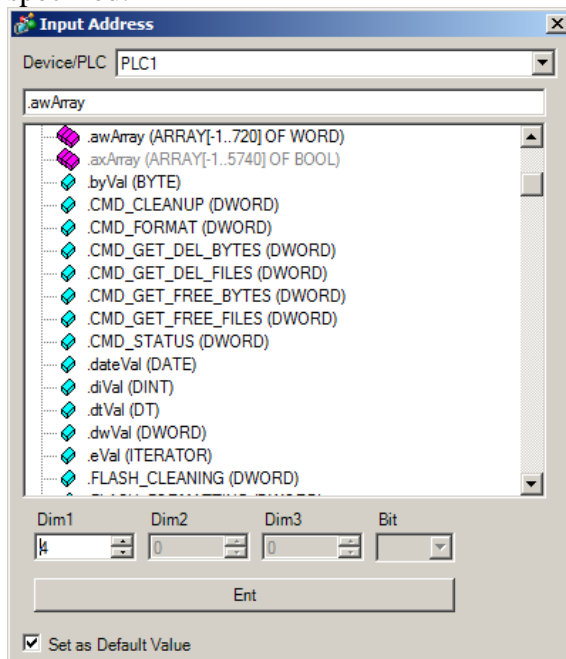 Input Address
Device/PLC PLC1
.awArray
.awArray (ARRAY[-1..720] OF WORD)
.axArray (ARRAY[-1..5740] OF BOOL)
.byVal (BYTE)
.CMD_CLEANUP (DWORD)
.CMD_FORMAT (DWORD)
.CMD_GET_DEL_BYTES (DWORD)
.CMD_GET_DEL_FILES (DWORD)
.CMD_GET_FREE_BYTES (DWORD)
.CMD_GET_FREE_FILES (DWORD)
.CMD_STATUS (DWORD)
.dateVal (DATE)
.diVal (DINT)
.dtVal (DT)
.dwVal (DWORD)
.eVal (ITERATOR)
.FLASH_CLEANING (DWORD)
Dim1 Dim2 Dim3 Bit
4 0 0
Ent
Set as Default Value